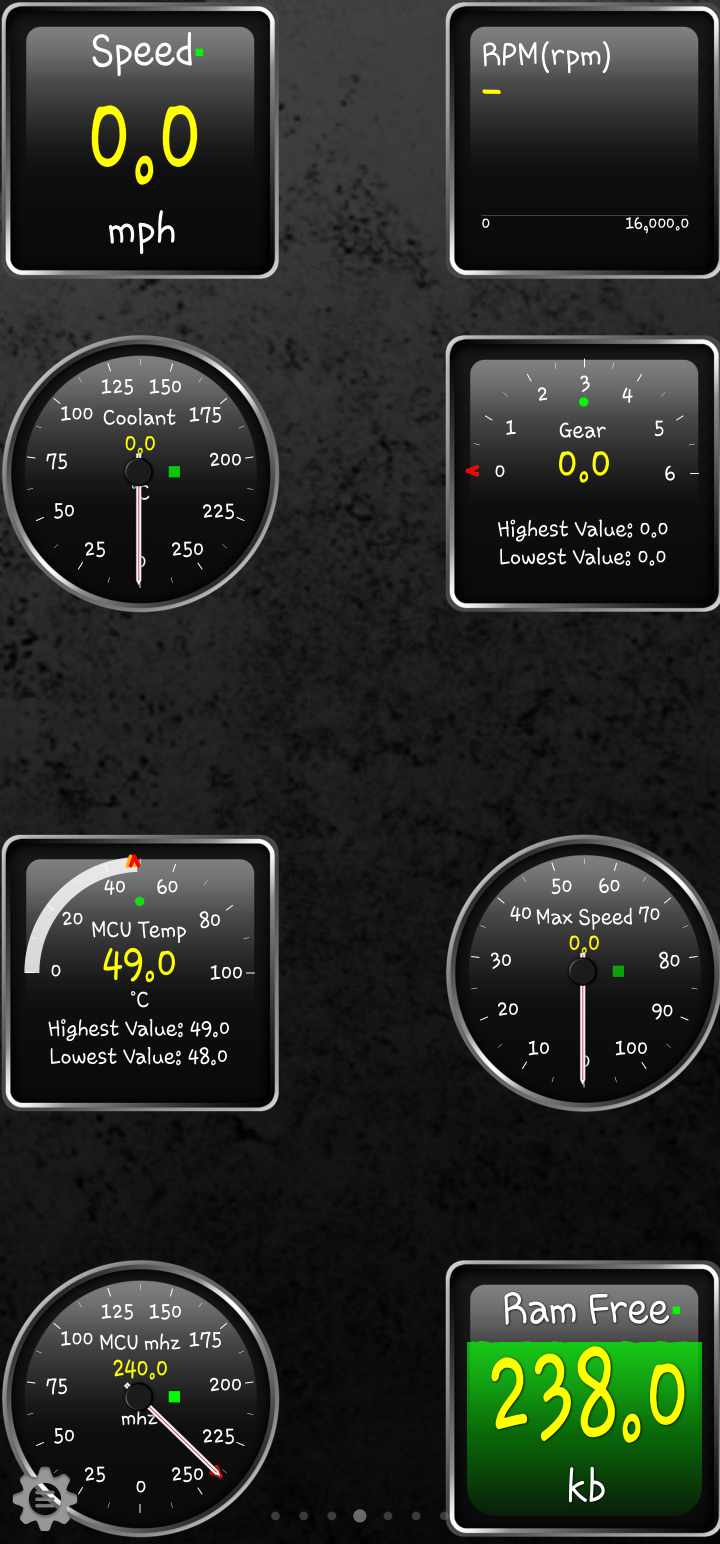 Speed
0.0
mph
RPM(rpm)
-
0 16,000.0
125 150
100 Coolant 175
0.0
75 200
°C
50 225
25 0 250
3
2 4
1 Gear 5
0 0.0 6
Highest Value: 0.0
Lowest Value: 0.0
40 60
20 MCU Temp 80
0 49.0 100
°C
Highest Value: 49.0
Lowest Value: 48.0
50 60
40 Max Speed 70
0.0
30 80
20 90
10 0 100
125 150
100 MCU mhz 175
240.0
75 200
mhz
50 225
25 0 250
Ram Free
238.0
kb